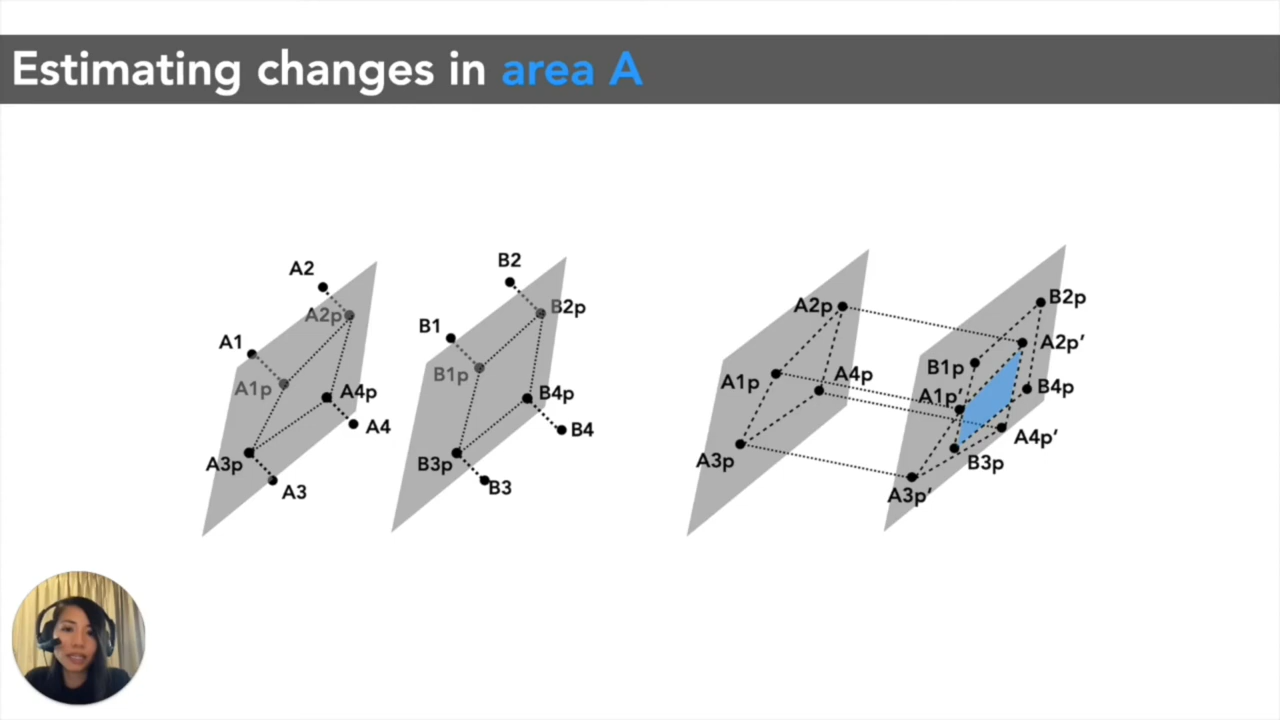 Estimating changes in area A
A2
A2p
A1
A1p
A4p
A4
A3p
A3
B2
B2p
B1
B1p
B4p
B4
B3p
B3
A2p
A1p
A4p
A3p
B2p
A2p’
B1p
B4p
A1p’
A4p’
B3p
A3p’